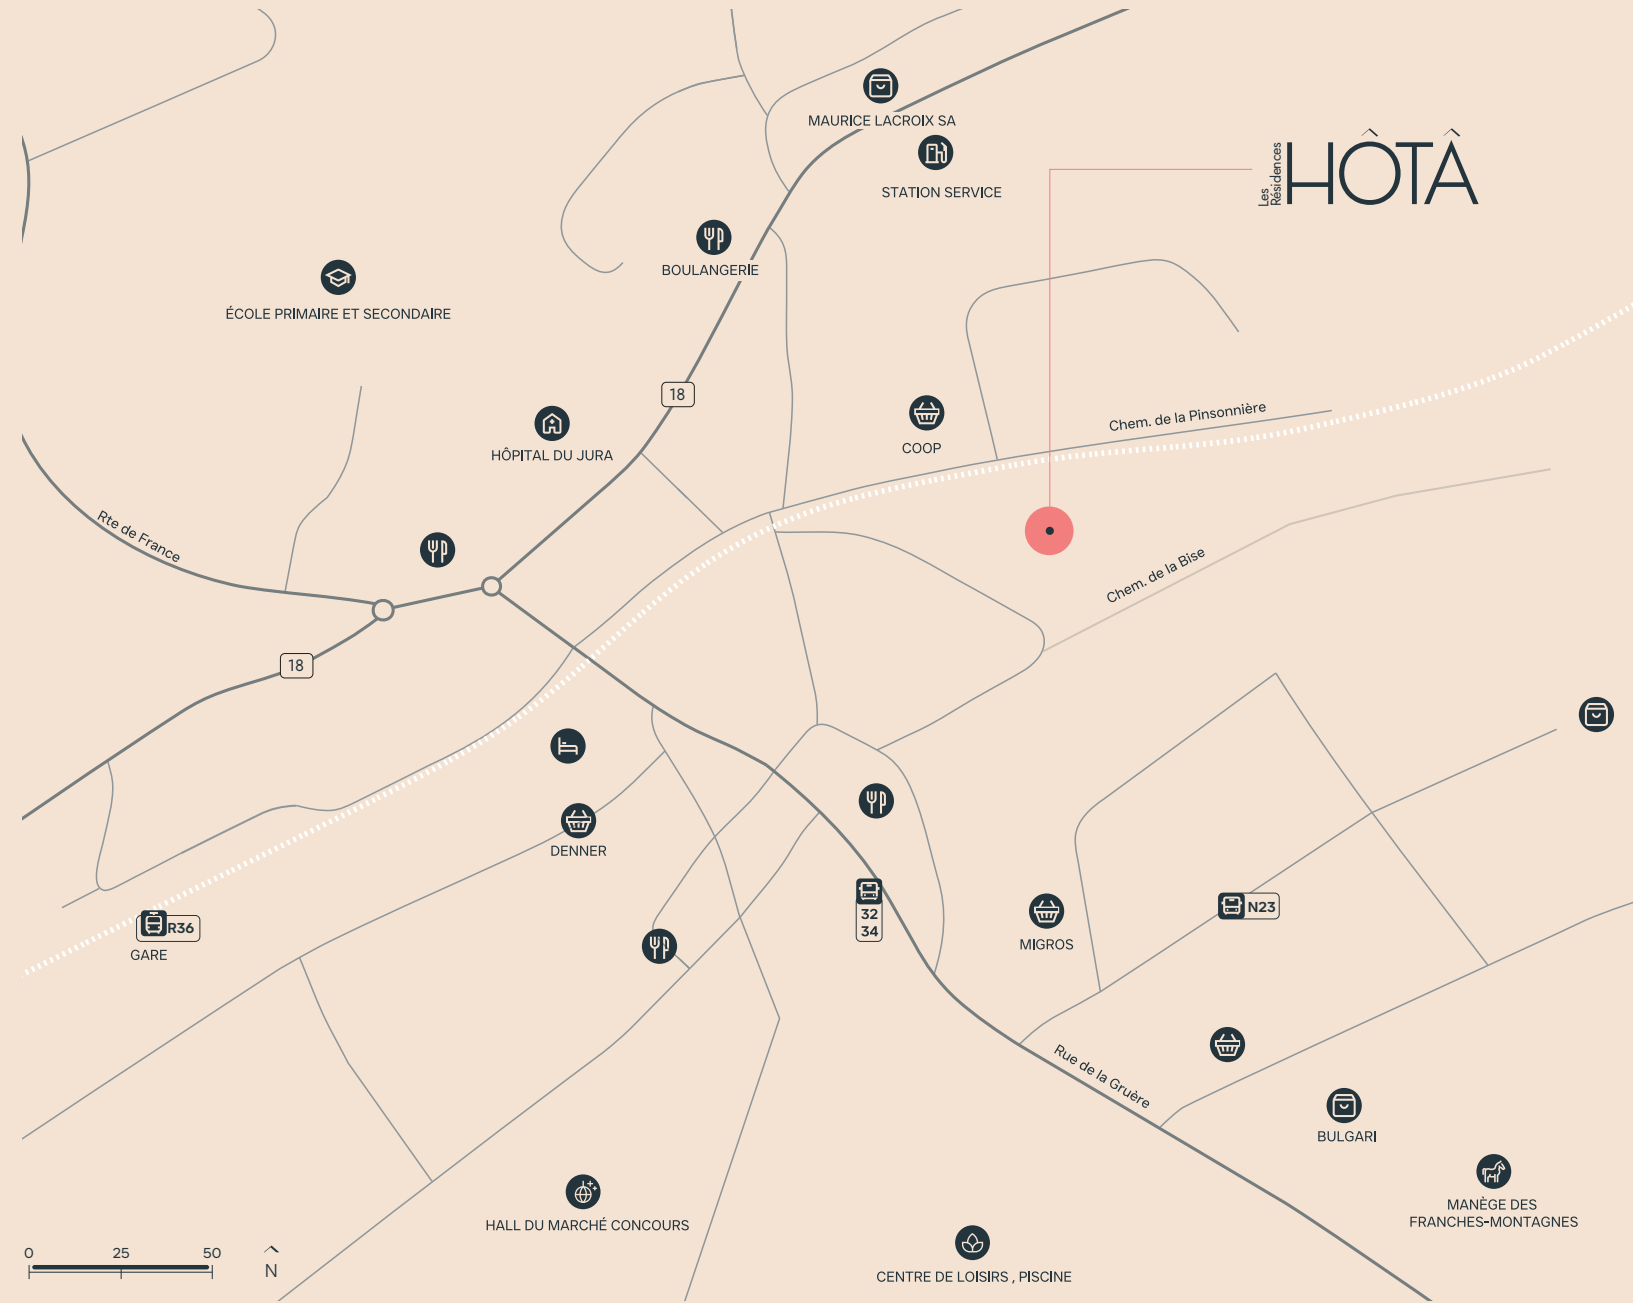 MAURICE LACROIX SA
STATION SERVICE
Les
Résidences
HÔTÂ
BOULANGERIE
ÉCOLE PRIMAIRE ET SECONDAIRE
18
HÔPITAL DU JURA
COOP
Chem. de la Pinsonnière
Rte de France
Chem. de la Bise
18
DENNER
R36
GARE
32
34
MIGROS
N23
Rue de la Gruère
BULGARI
MANÈGE DES
FRANCHES-MONTAGNES
HALL DU MARCHÉ CONCOURS
CENTRE DE LOISIRS , PISCINE
0 25 50
N